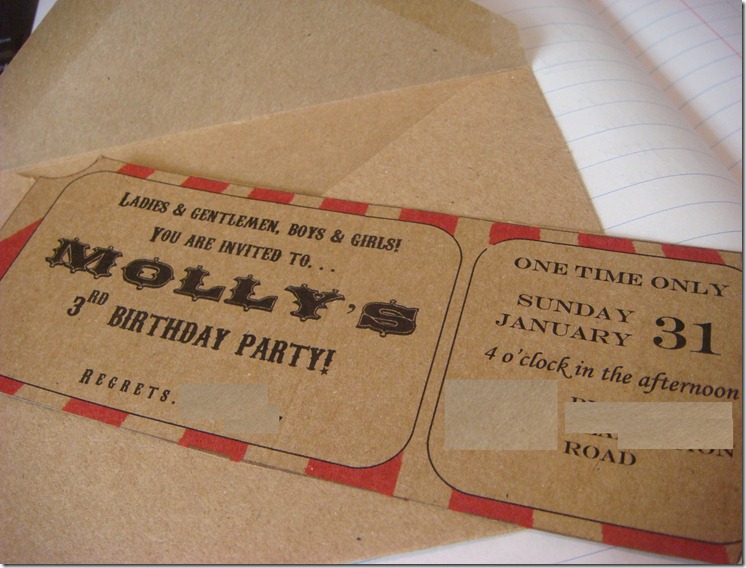 Ladies & gentlemen, boys & girls!
You are invited to...
MOLLY'S
3RD BIRTHDAY PARTY!
Regrets.
ONE TIME ONLY
SUNDAY
JANUARY 31
4 o'clock in the afternoon
ROAD